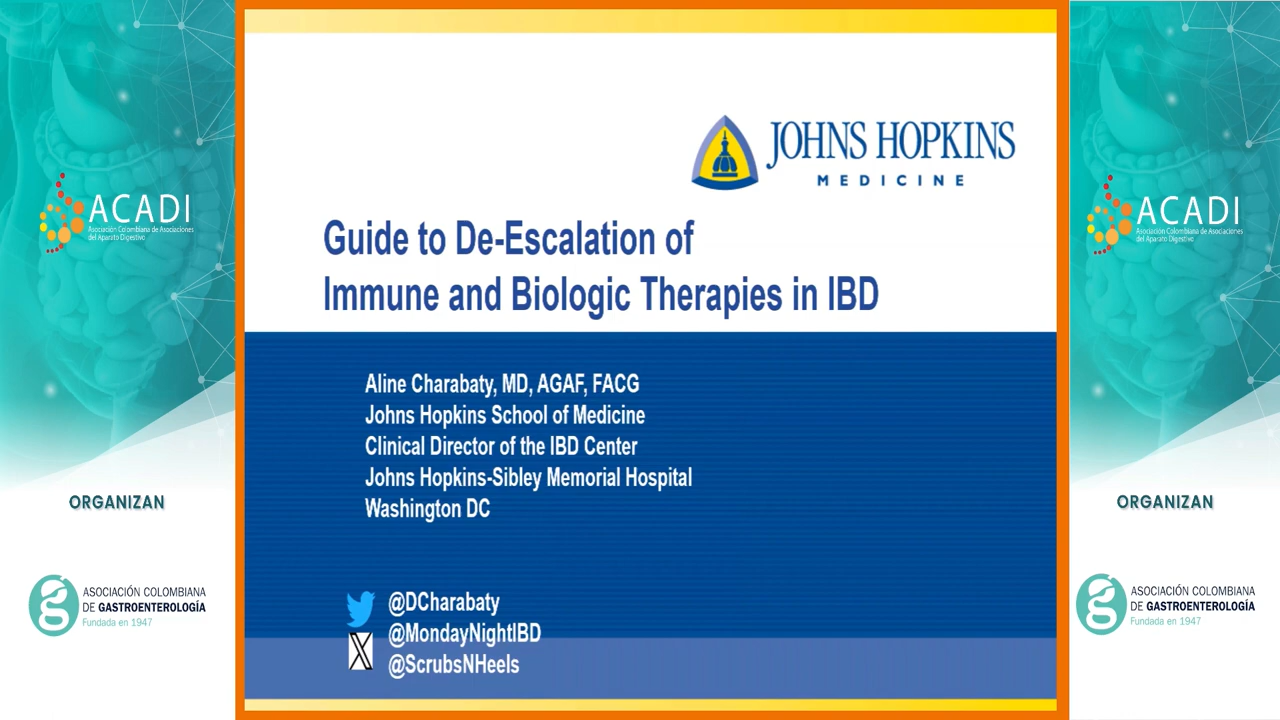 ACADI
Asociación Colombiana de Asociaciones
del Aparato Digestivo
ORGANIZAN
ASOCIACIÓN COLOMBIANA
DE GASTROENTEROLOGÍA
Fundada en 1947
JOHNS HOPKINS
MEDICINE
Guide to De-Escalation of
Immune and Biologic Therapies in IBD
Aline Charabaty, MD, AGAF, FACG
Johns Hopkins School of Medicine
Clinical Director of the IBD Center
Johns Hopkins-Sibley Memorial Hospital
Washington DC
@DCharabaty
@MondayNightIBD
@ScrubsNHeels
ACADI
Asociación Colombiana de Asociaciones
del Aparato Digestivo
ORGANIZAN
ASOCIACIÓN COLOMBIANA
DE GASTROENTEROLOGÍA
Fundada en 1947